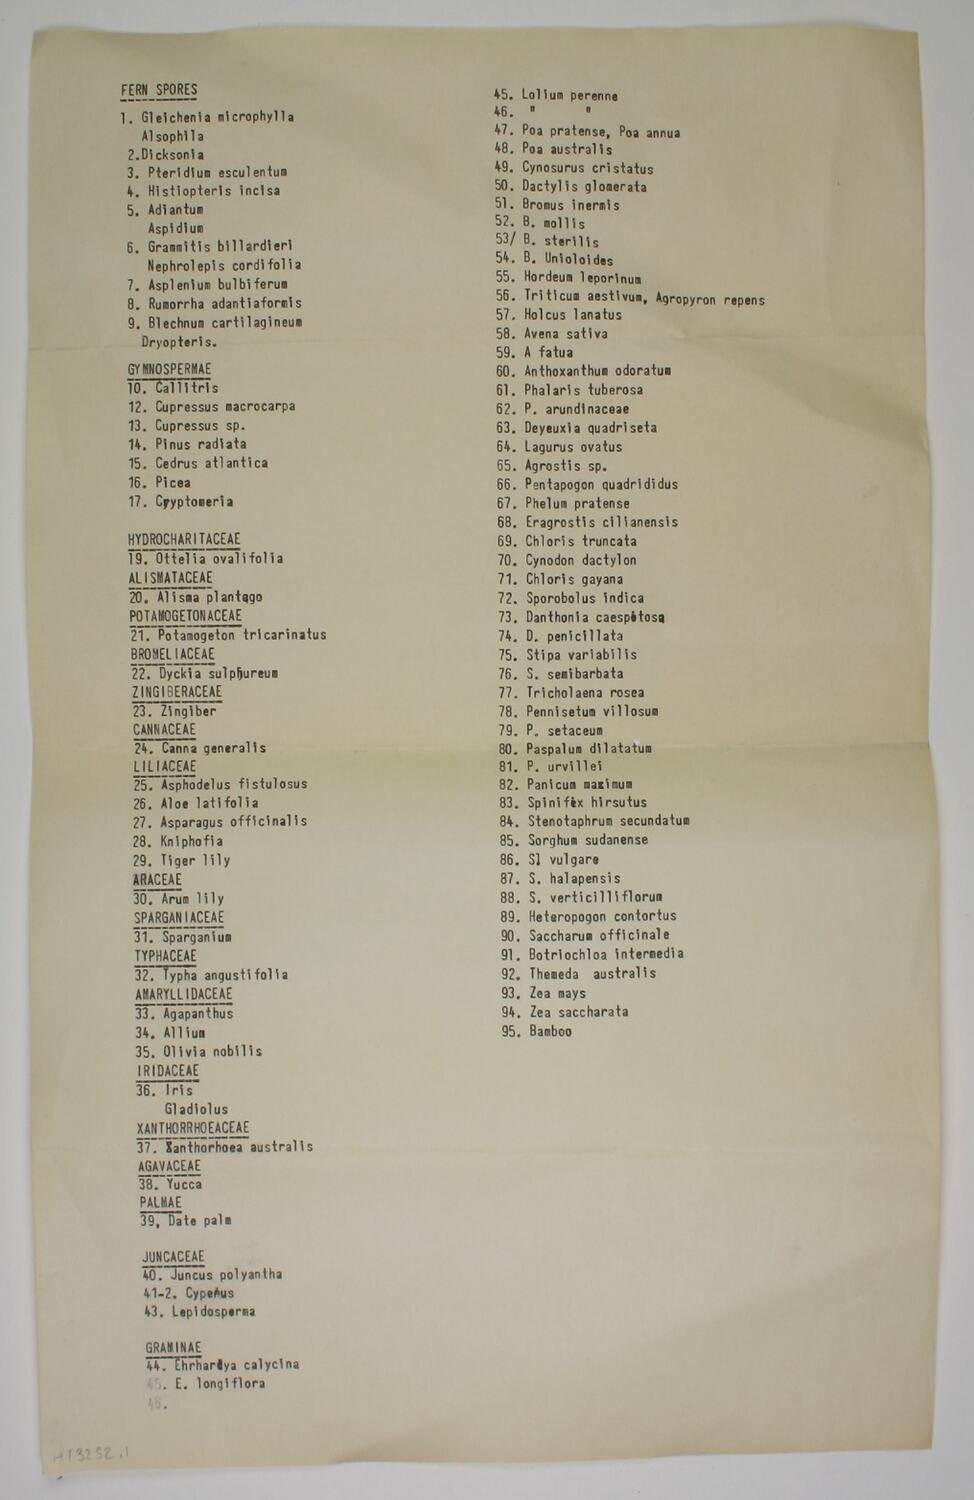 FERN SPORES
1. Gleichenia microphylla
Alsophila
2.Dicksonia
3. Pteridium esculentum
4. Histiopteris incisa
5. Adiantum
Aspidium
6. Grammitis billardieri
Nephrolepis cordifolia
7. Asplenium bulbiferum
8. Rumorrha adantiaformis
9. Blechnum cartilagineum
Dryopteris.
GYMNOSPERMAE
10. Callitris
12. Cupressus macrocarpa
13. Cupressus sp.
14. Pinus radiata
15. Cedrus atlantica
16. Picea
17. Cryptomeria
HYDROCHARITACEAE
19. Ottelia ovalifolia
ALISMATACEAE
20. Alisma plantago
POTAMOGETONACEAE
21. Potamogeton tricarinatus
BROMELIACEAE
22. Dyckia sulphureum
ZINGIBERACEAE
23. Zingiber
CANNACEAE
24. Canna generalis
LILIACEAE
25. Asphodelus fistulosus
26. Aloe latifolia
27. Asparagus officinalis
28. Kniphofia
29. Tiger lily
ARACEAE
30. Arum lily
SPARGANIACEAE
31. Sparganium
TYPHACEAE
32. Typha angustifolia
AMARYLLIDACEAE
33. Agapanthus
34. Allium
35. Olivia nobilis
IRIDACEAE
36. Iris
Gladiolus
XANTHORRHOEACEAE
37. Xanthorhoea australis
AGAVACEAE
38. Yucca
PALMAE
39, Date palm
JUNCACEAE
40. Juncus polyantha
41-2. Cyperus
43. Lepidosperma
GRAMINAE
44. Ehrhartya calycina
45. E. longiflora
46.
45. Lolium perenne
46. " "
47. Poa pratense, Poa annua
48. Poa australis
49. Cynosurus cristatus
50. Dactylis glomerata
51. Bromus inermis
52. B. mollis
53/ B. sterilis
54. B. Unioloides
55. Hordeum leporinum
56. Triticum aestivum, Agropyron repens
57. Holcus lanatus
58. Avena sativa
59. A fatua
60. Anthoxanthum odoratum
61. Phalaris tuberosa
62. P. arundinaceae
63. Deyeuxia quadriseta
64. Lagurus ovatus
65. Agrostis sp.
66. Pentapogon quadrididus
67. Phelum pratense
68. Eragrostis cilianensis
69. Chloris truncata
70. Cynodon dactylon
71. Chloris gayana
72. Sporobolus indica
73. Danthonia caespitosa
74. D. penicillata
75. Stipa variabilis
76. S. semibarbata
77. Tricholaena rosea
78. Pennisetum villosum
79. P. setaceum
80. Paspalum dilatatum
81. P. urvillei
82. Panicum maximum
83. Spinifex hirsutus
84. Stenotaphrum secundatum
85. Sorghum sudanense
86. Sl vulgare
87. S. halapensis
88. S. verticilliflorum
89. Heteropogon contortus
90. Saccharum officinale
91. Botriochloa intermedia
92. Themeda australis
93. Zea mays
94. Zea saccharata
95. Bamboo
HT3252.1